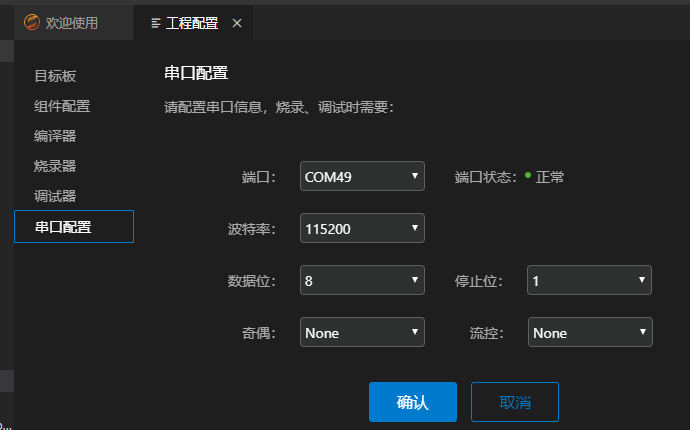 欢迎使用 工程配置
目标板
组件配置
编译器
烧录器
调试器
串口配置
串口配置
请配置串口信息，烧录、调试时需要：
端口： COM49 端口状态： 正常
波特率： 115200
数据位： 8 停止位： 1
奇偶： None 流控： None
确认 取消